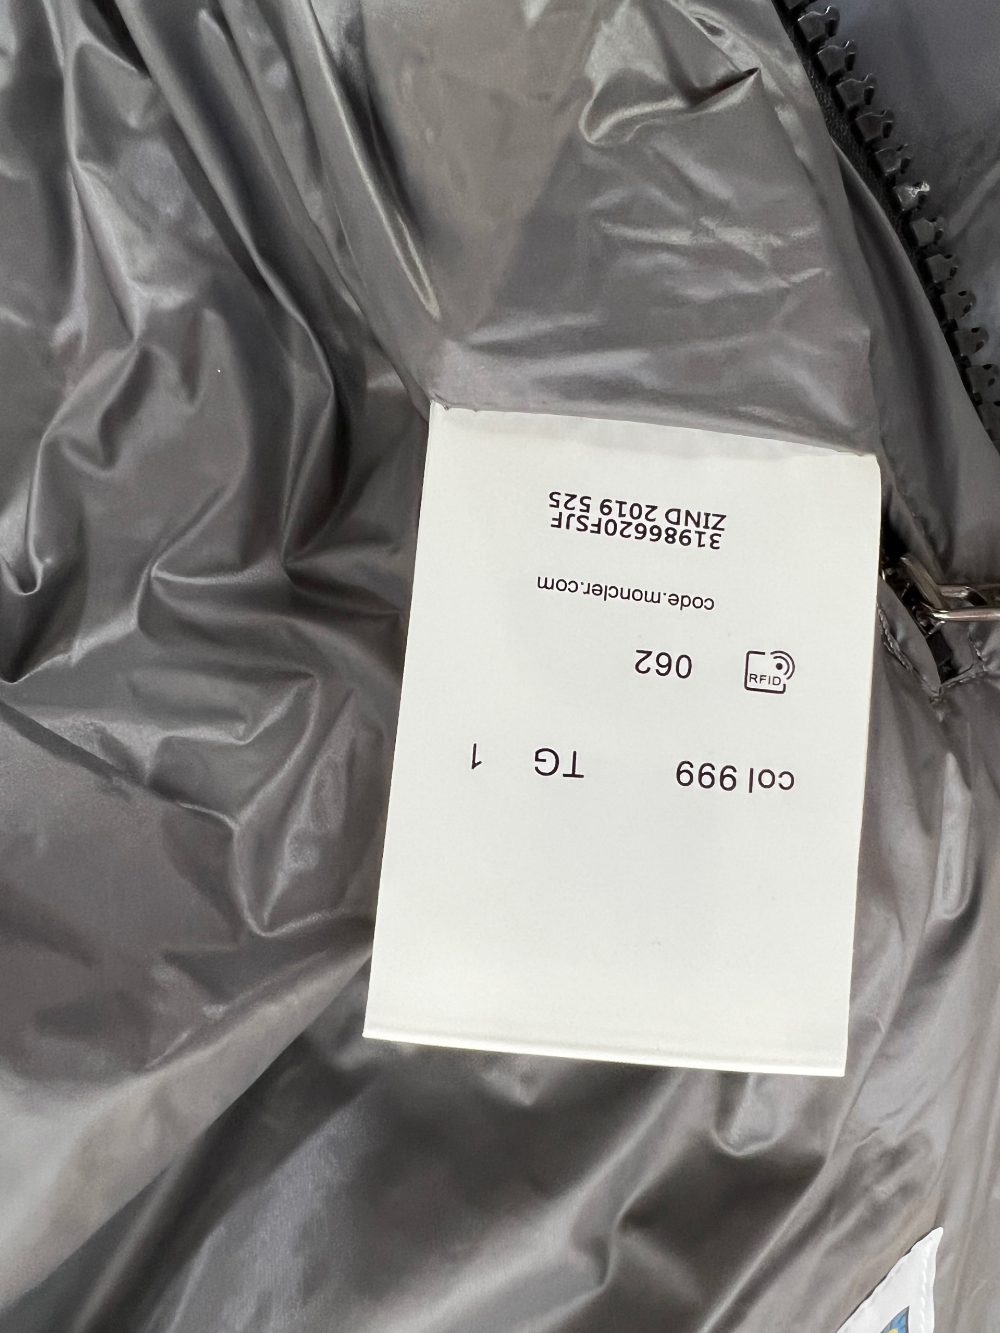 col 999 TG 1
RFID 062
code.moncler.com
31986620FSJF
ZIND 2019 525